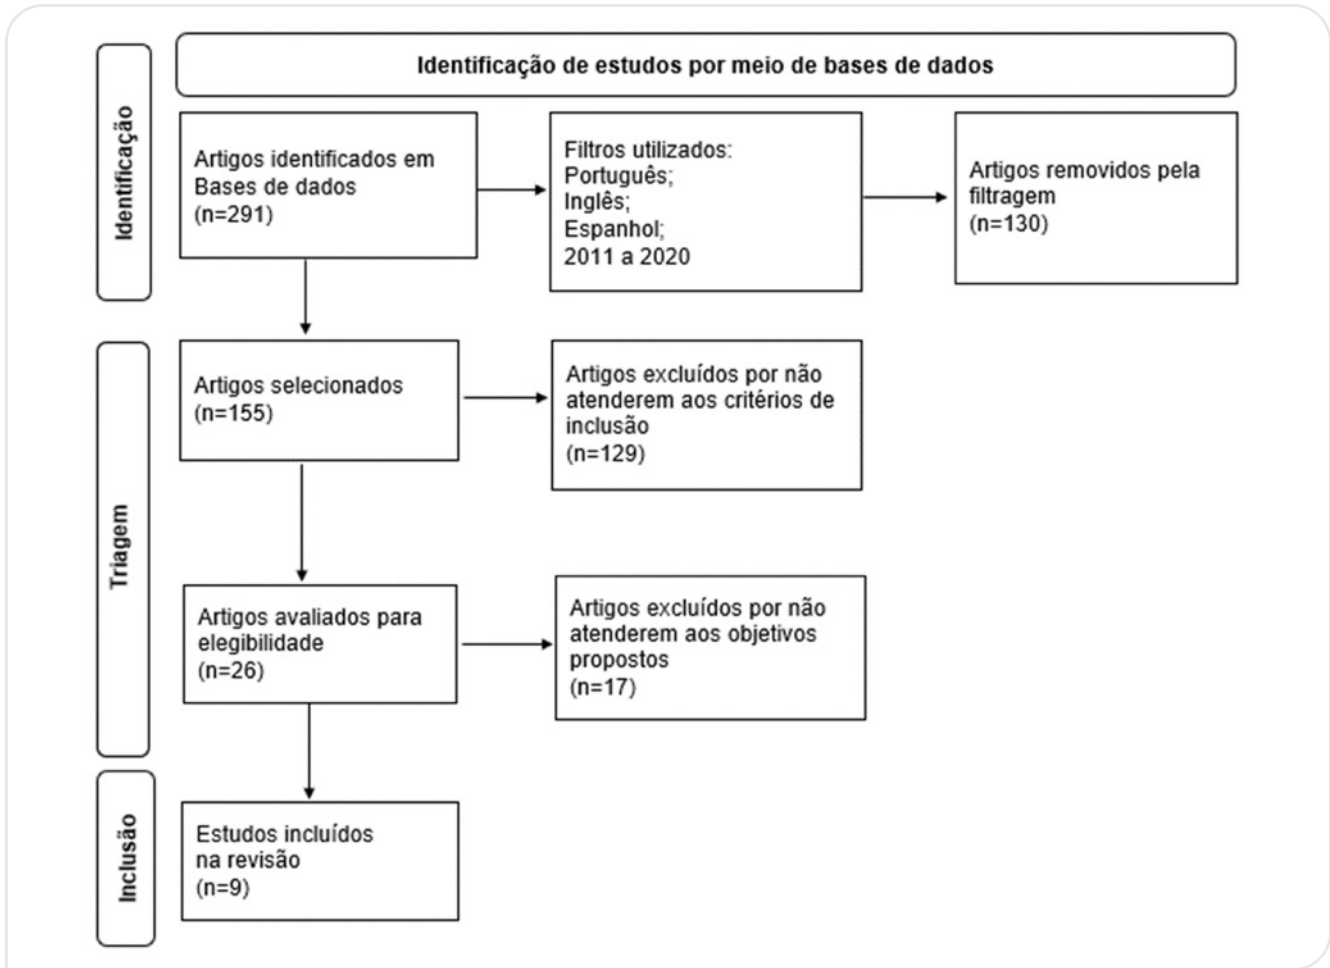 Identificação de estudos por meio de bases de dados
Identificação
Artigos identificados em
Bases de dados
(n=291)
Filtros utilizados:
Português;
Inglês;
Espanhol;
2011 a 2020
Artigos removidos pela
filtragem
(n=130)
Triagem
Artigos selecionados
(n=155)
Artigos excluídos por não
atenderem aos critérios de
inclusão
(n=129)
Artigos avaliados para
elegibilidade
(n=26)
Artigos excluídos por não
atenderem aos objetivos
propostos
(n=17)
Inclusão
Estudos incluídos
na revisão
(n=9)